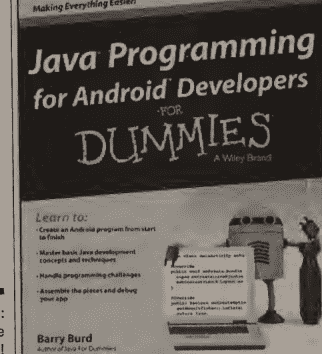 Making Everything Easier!
Java Programming
for Android Developers
FOR
DUMMIES
A Wiley Brand
Learn to:
• Create an Android program from start
to finish
• Master basic Java development
concepts and techniques
• Handle programming challenges
• Assemble the pieces and debug
your app
@Override
@Override
Barry Burd
Author of Java For Dummies